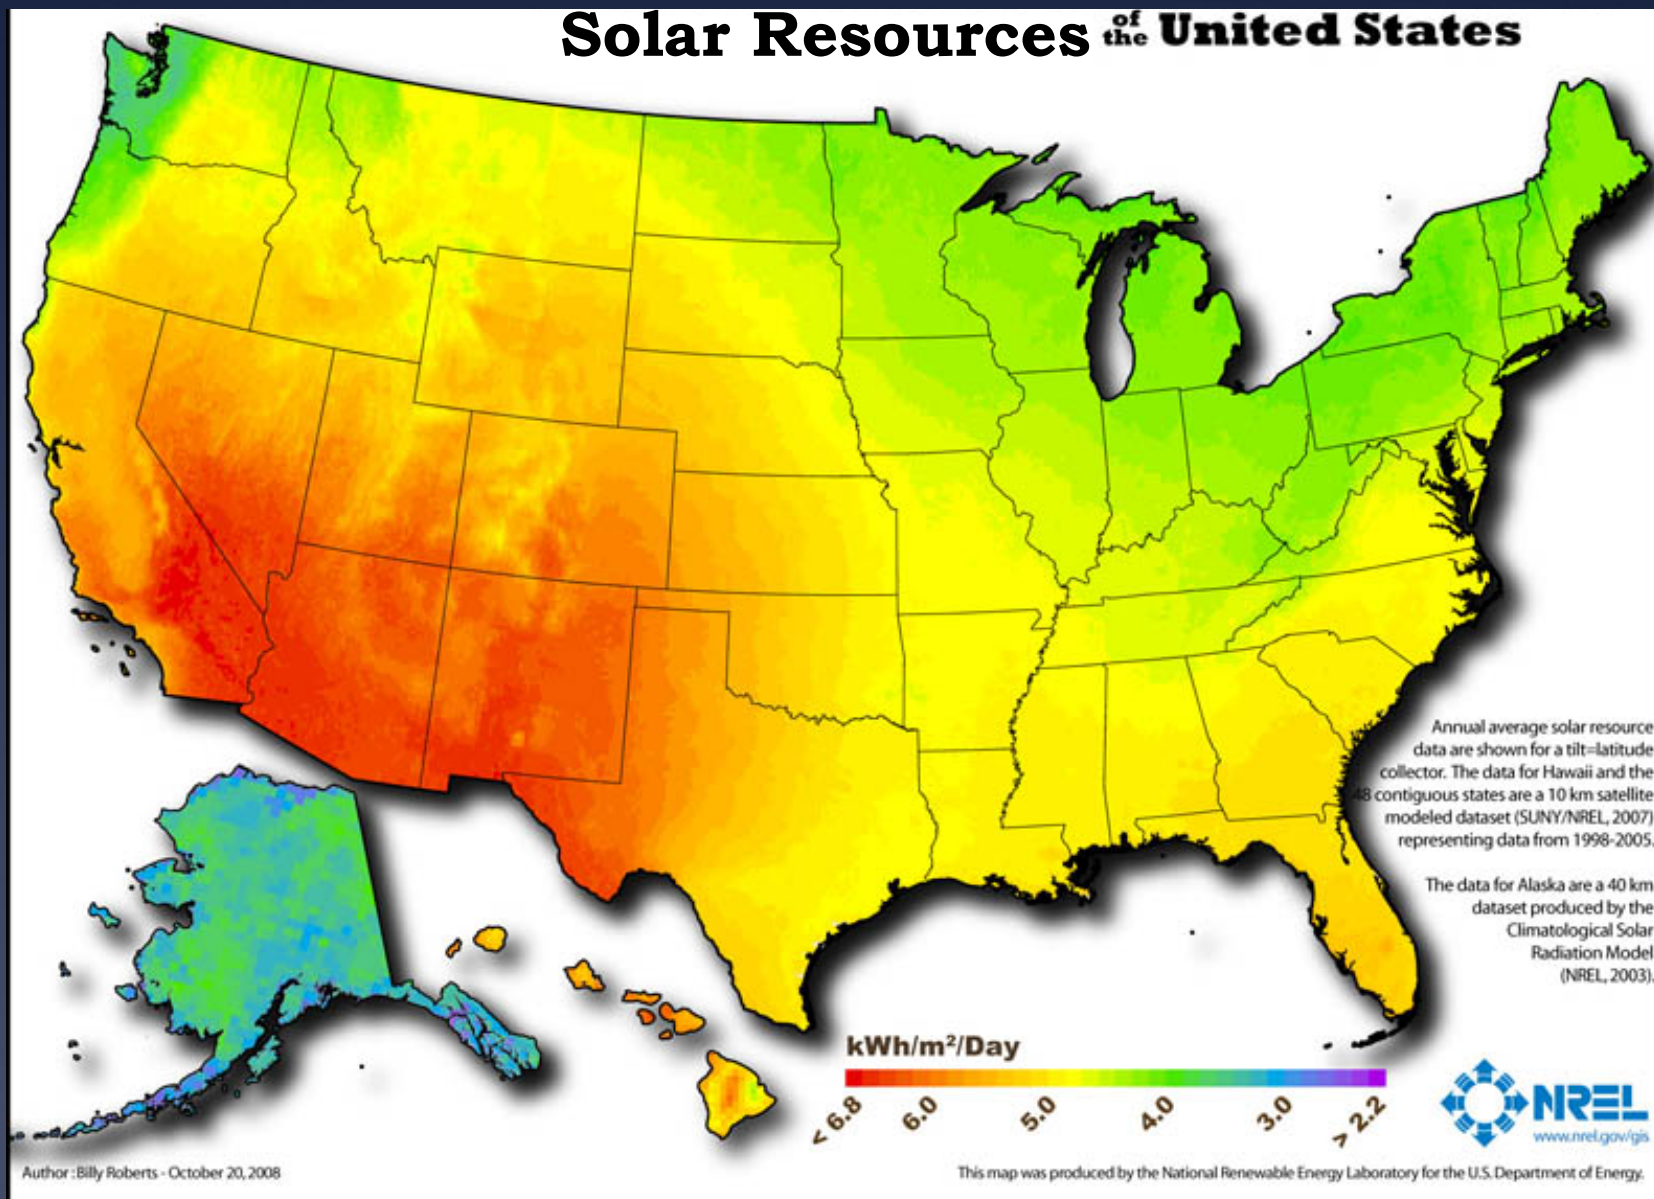 Solar Resources of the United States
Annual average solar resource
data are shown for a tilt=latitude
collector. The data for Hawaii and the
48 contiguous states are a 10 km satellite
modeled dataset (SUNY/NREL, 2007)
representing data from 1998-2005.
The data for Alaska are a 40 km
dataset produced by the
Climatological Solar
Radiation Model
(NREL, 2003).
kWh/m²/Day
< 6.8 6.0 5.0 4.0 3.0 > 2.2
NREL
www.nrel.gov/gis
Author : Billy Roberts - October 20, 2008
This map was produced by the National Renewable Energy Laboratory for the U.S. Department of Energy.